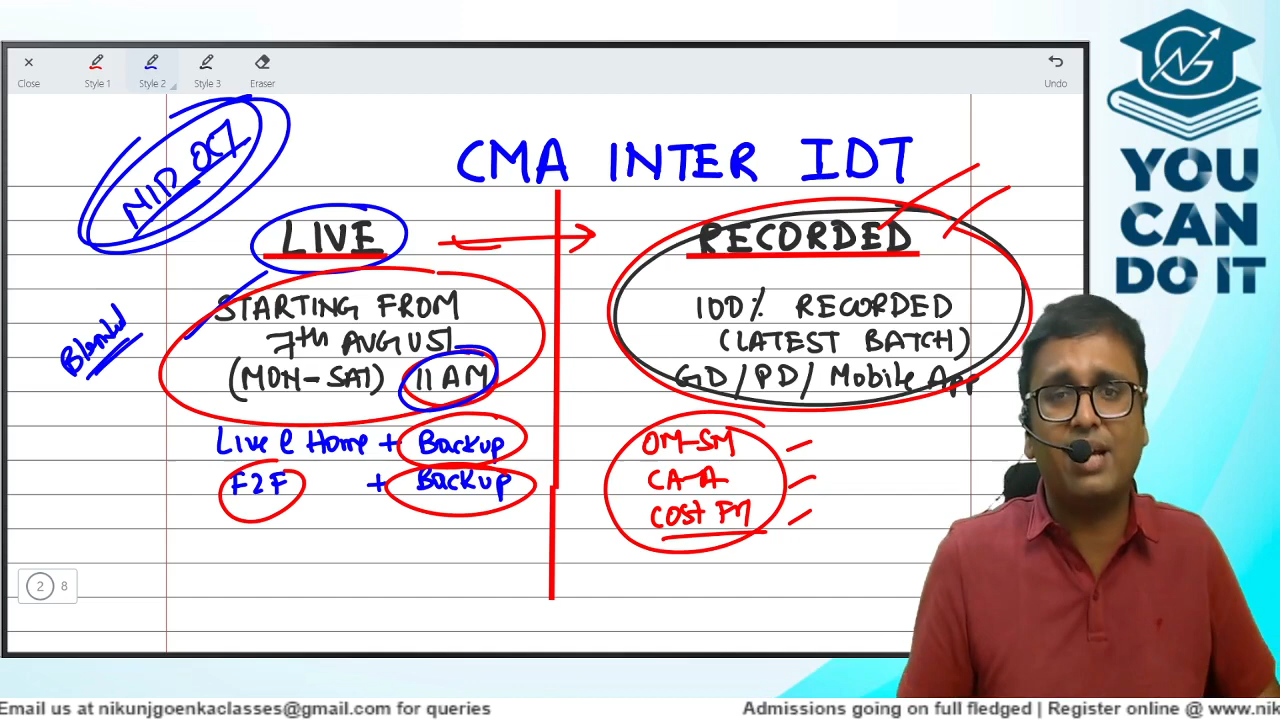 Close
Style 1
Style 2
Style 3
Eraser
Undo
CMA INTER IDT
LIVE
RECORDED
STARTING FROM
7th AUGUST
(MON-SAT) 11 AM
Live @ Home + Backup
F2F + Backup
Blended
100% RECORDED
(LATEST BATCH)
GD/PD/Mobile App
OM-SM
CA-A
Cost FM
2 8
YOU
CAN
DO IT
Email us at nikunjgoenkaclasses@gmail.com for queries
Admissions going on full fledged | Register online @ www.nik